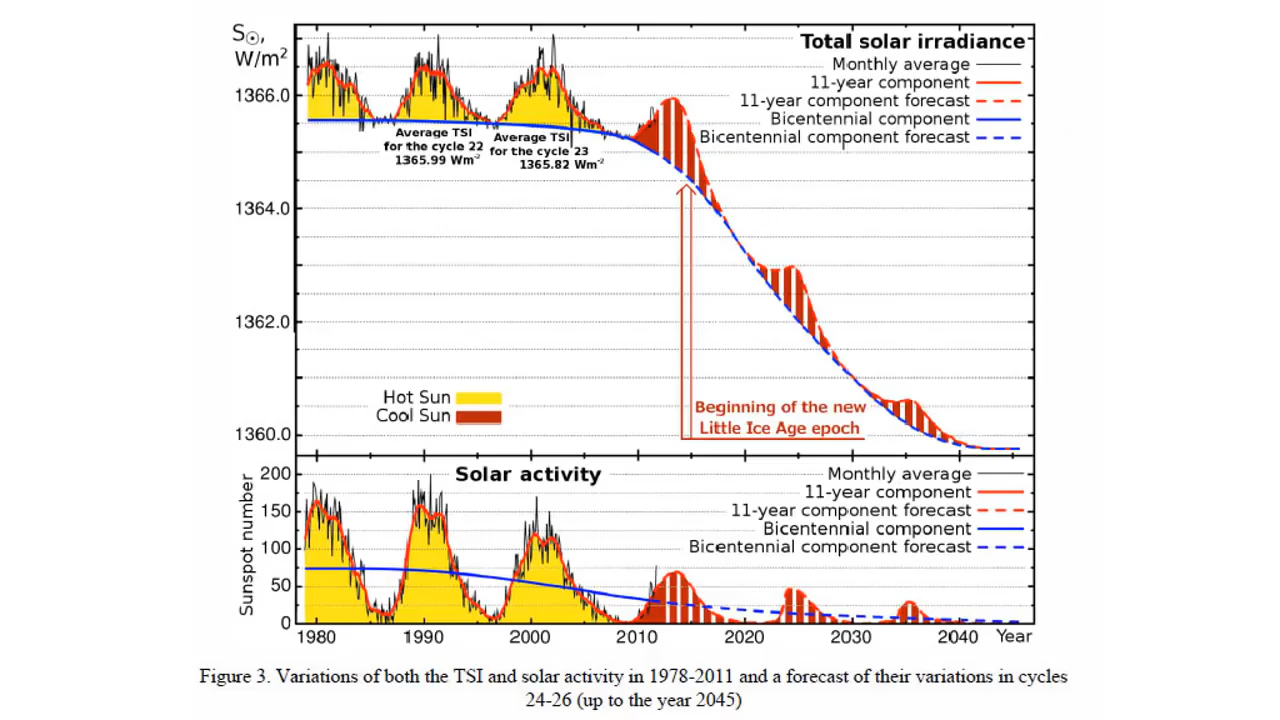 S☉,
W/m²
Total solar irradiance
Monthly average
11-year component
11-year component forecast
Bicentennial component
Bicentennial component forecast
1366.0
1364.0
1362.0
1360.0
Average TSI
for the cycle 22
1365.99 Wm⁻²
Average TSI
for the cycle 23
1365.82 Wm⁻²
Hot Sun
Cool Sun
Beginning of the new
Little Ice Age epoch
Solar activity
Monthly average
11-year component
11-year component forecast
Bicentennial component
Bicentennial component forecast
Sunspot number
200
150
100
50
0
1980 1990 2000 2010 2020 2030 2040 Year
Figure 3. Variations of both the TSI and solar activity in 1978-2011 and a forecast of their variations in cycles
24-26 (up to the year 2045)